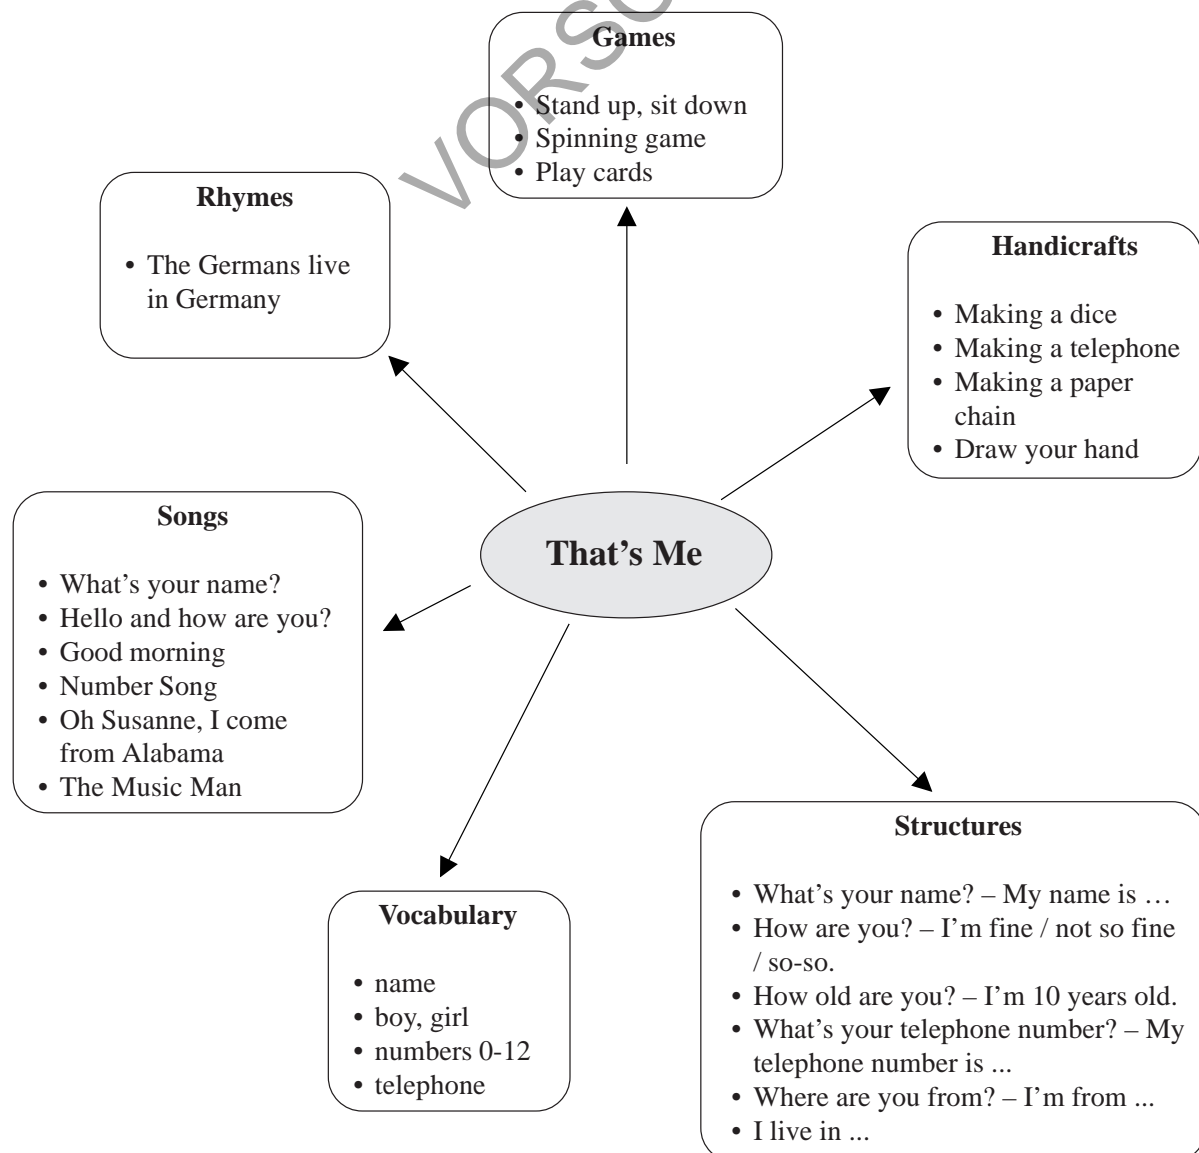 Games
• Stand up, sit down
• Spinning game
• Play cards
Rhymes
• The Germans live
in Germany
Handicrafts
• Making a dice
• Making a telephone
• Making a paper
chain
• Draw your hand
That's Me
Songs
• What's your name?
• Hello and how are you?
• Good morning
• Number Song
• Oh Susanne, I come
from Alabama
• The Music Man
Vocabulary
• name
• boy, girl
• numbers 0-12
• telephone
Structures
• What's your name? – My name is …
• How are you? – I'm fine / not so fine
/ so-so.
• How old are you? – I'm 10 years old.
• What's your telephone number? – My
telephone number is ...
• Where are you from? – I'm from ...
• I live in ...